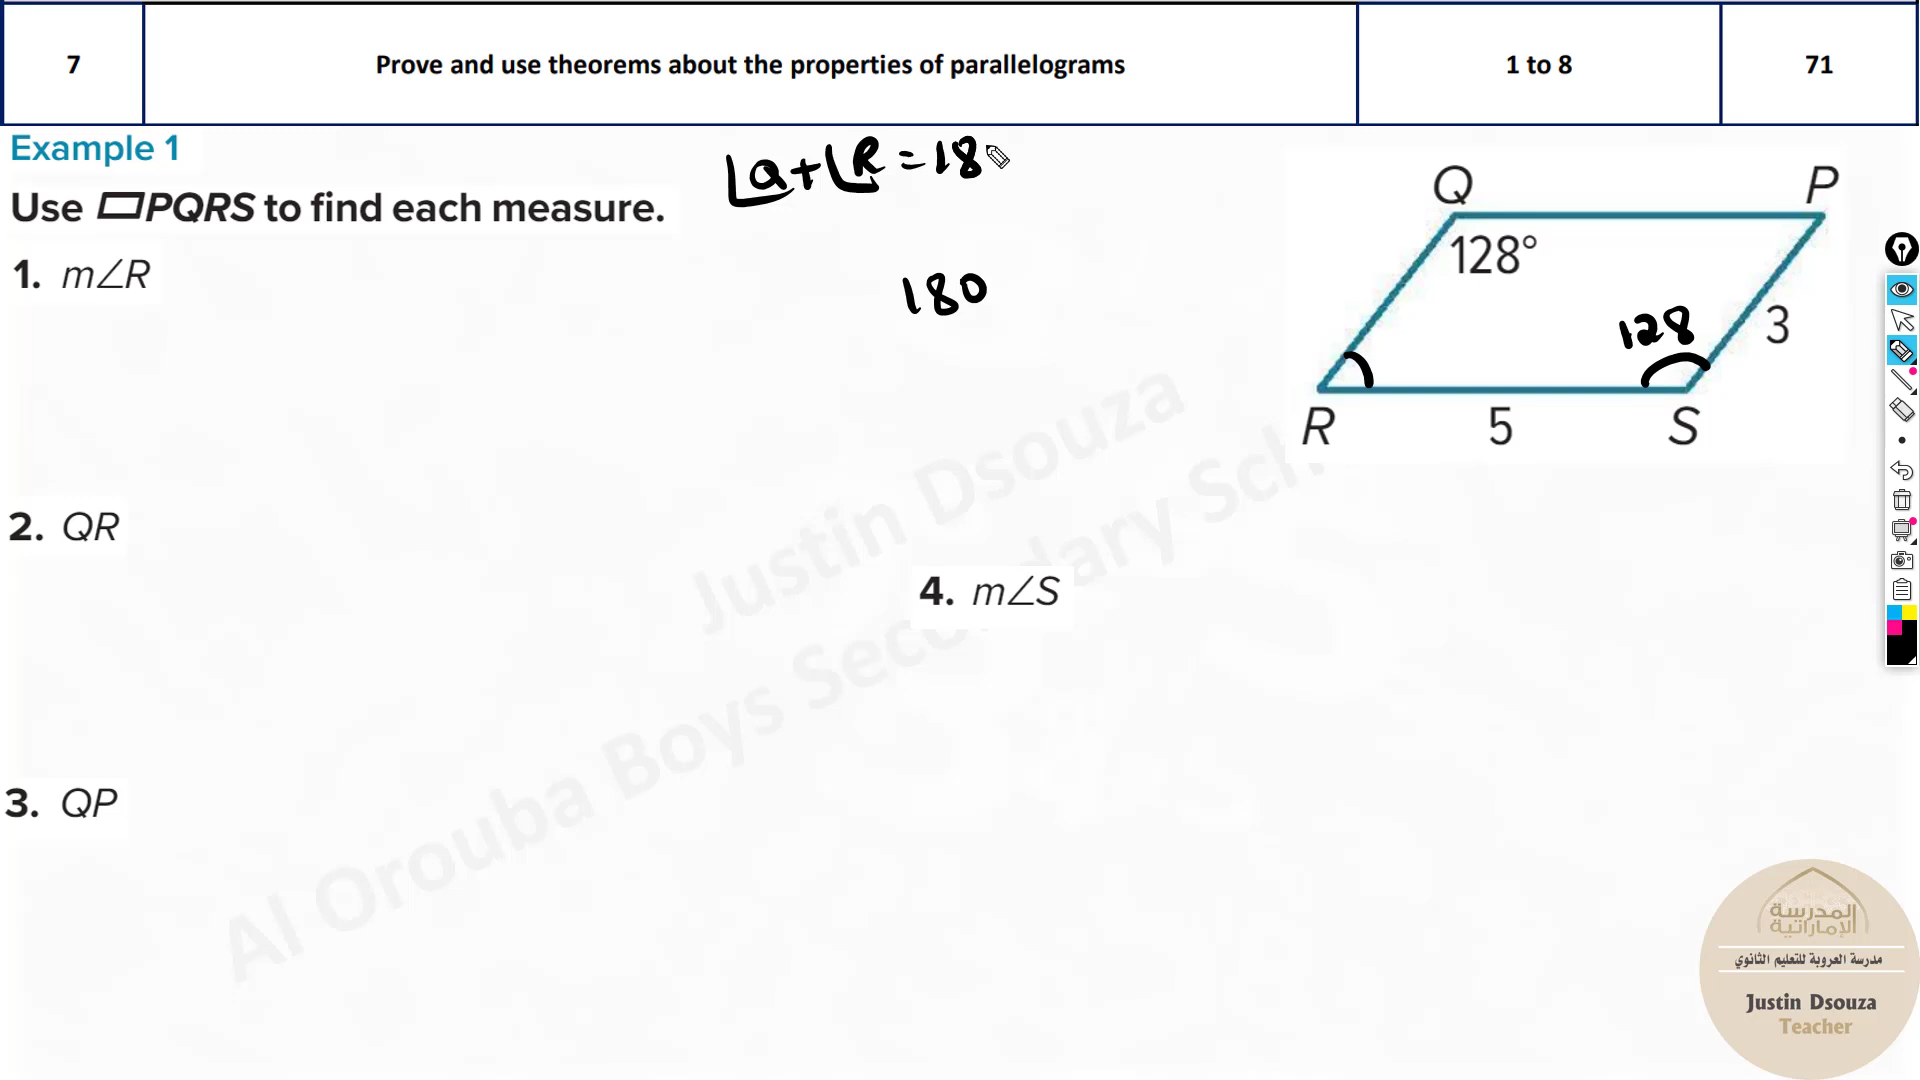 7 Prove and use theorems about the properties of parallelograms 1 to 8 71
Example 1
Use ▱PQRS to find each measure.
∠Q+∠R=18
180
1. m∠R
Q P
128°
128
3
R 5 S
2. QR
4. m∠S
3. QP
Justin Dsouza
Al Orouba Boys Secondary Sch
المدرسة
الإماراتية
مدرسة العروبة للتعليم الثانوي
Justin Dsouza
Teacher